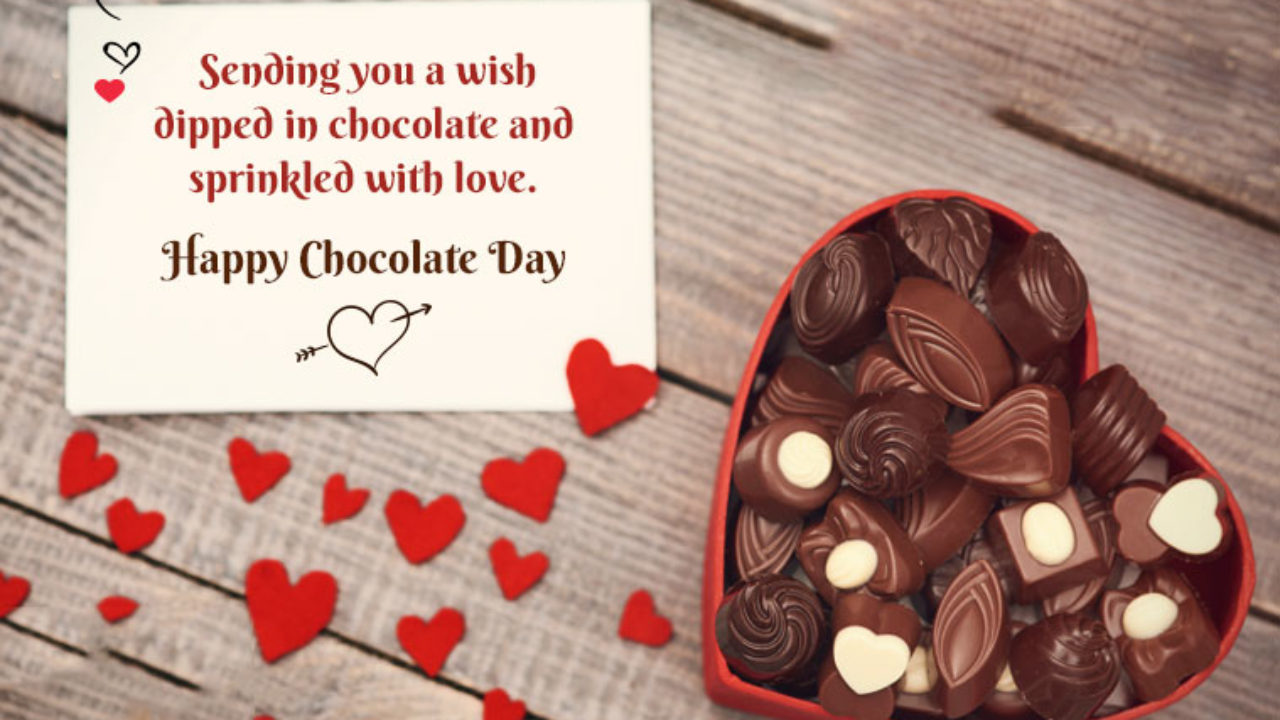 Sending you a wish
dipped in chocolate and
sprinkled with love.
Happy Chocolate Day